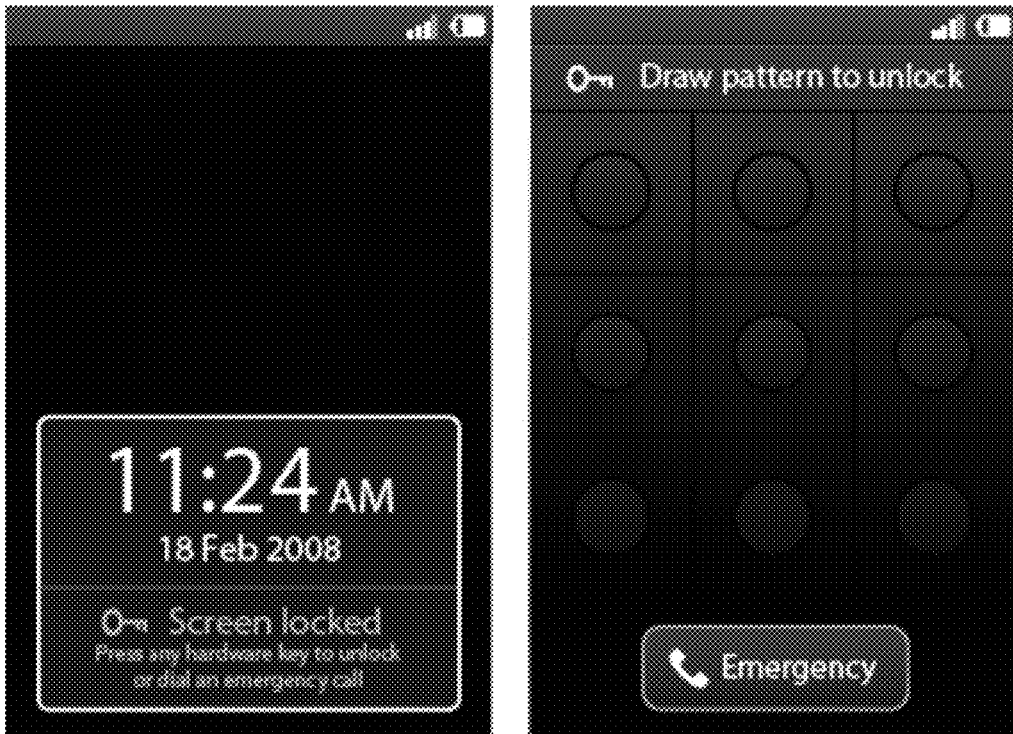 11:24 AM
18 Feb 2008
Screen locked
Press any hardware key to unlock
or dial an emergency call
Draw pattern to unlock
Emergency